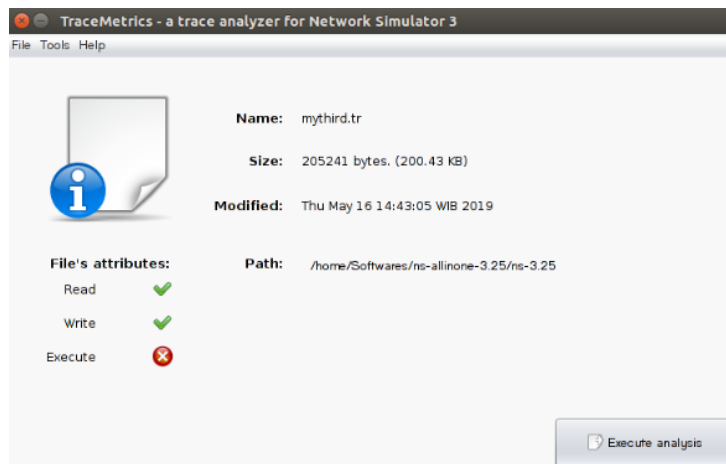 TraceMetrics - a trace analyzer for Network Simulator 3
File Tools Help
Name: mythird.tr
Size: 205241 bytes. (200.43 KB)
Modified: Thu May 16 14:43:05 WIB 2019
File's attributes:
Path: /home/Softwares/ns-allinone-3.25/ns-3.25
Read
Write
Execute
Execute analysis